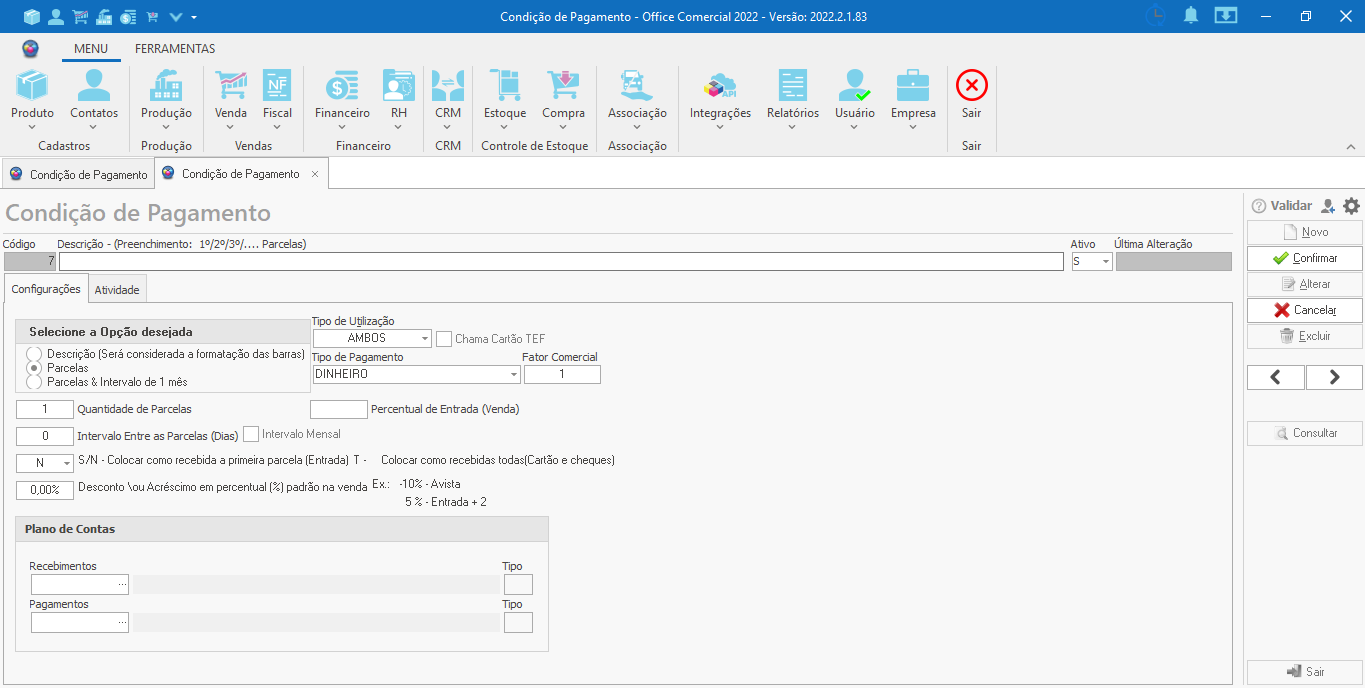 Condição de Pagamento - Office Comercial 2022 - Versão: 2022.2.1.83
MENU FERRAMENTAS
Produto Contatos Produção Venda Fiscal Financeiro RH CRM Estoque Compra Associação Integrações Relatórios Usuário Empresa Sair
Cadastros Produção Vendas Financeiro CRM Controle de Estoque Associação Sair
Condição de Pagamento Condição de Pagamento ×
Condição de Pagamento
Código Descrição - (Preenchimento: 1º/2º/3º/.... Parcelas) Ativo Última Alteração
7 S
Configurações Atividade
Selecione a Opção desejada
Descrição (Será considerada a formatação das barras)
Parcelas
Parcelas & Intervalo de 1 mês
Tipo de Utilização
AMBOS Chama Cartão TEF
Tipo de Pagamento Fator Comercial
DINHEIRO 1
1 Quantidade de Parcelas Percentual de Entrada (Venda)
0 Intervalo Entre as Parcelas (Dias) Intervalo Mensal
N S/N - Colocar como recebida a primeira parcela (Entrada) T - Colocar como recebidas todas(Cartão e cheques)
0,00% Desconto \ou Acréscimo em percentual (%) padrão na venda Ex.: -10% - Avista
5 % - Entrada + 2
Plano de Contas
Recebimentos Tipo
...
Pagamentos Tipo
...
Validar
Novo
Confirmar
Alterar
Cancelar
Excluir
Consultar
Sair